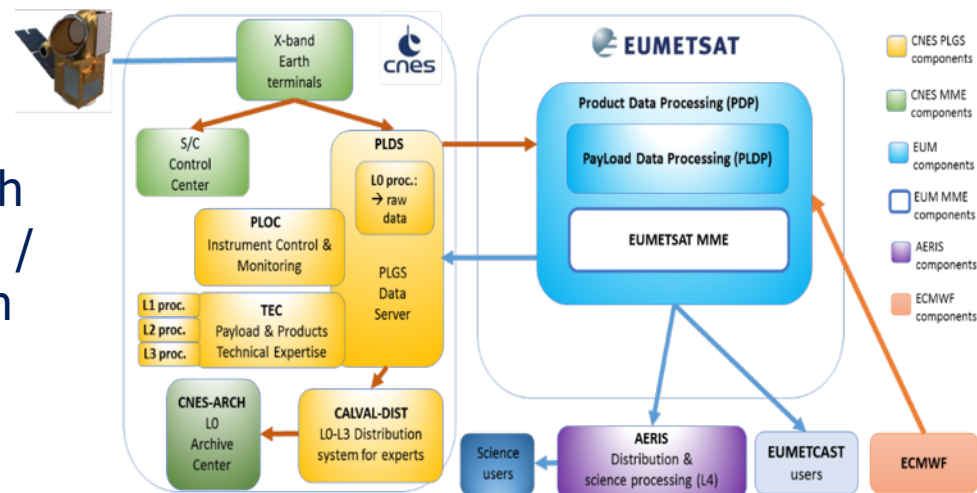 h
/
n
X-band
Earth
terminals
cnes
S/C
Control
Center
PLDS
L0 proc.:
→ raw
data
PLGS
Data
Server
PLOC
Instrument Control &
Monitoring
L1 proc.
L2 proc.
L3 proc.
TEC
Payload & Products
Technical Expertise
CNES-ARCH
L0
Archive
Center
CALVAL-DIST
L0-L3 Distribution
system for experts
EUMETSAT
Product Data Processing (PDP)
PayLoad Data Processing (PLDP)
EUMETSAT MME
Science
users
AERIS
Distribution &
science processing (L4)
EUMETCAST
users
ECMWF
CNES PLGS
components
CNES MME
components
EUM
components
EUM MME
components
AERIS
components
ECMWF
components